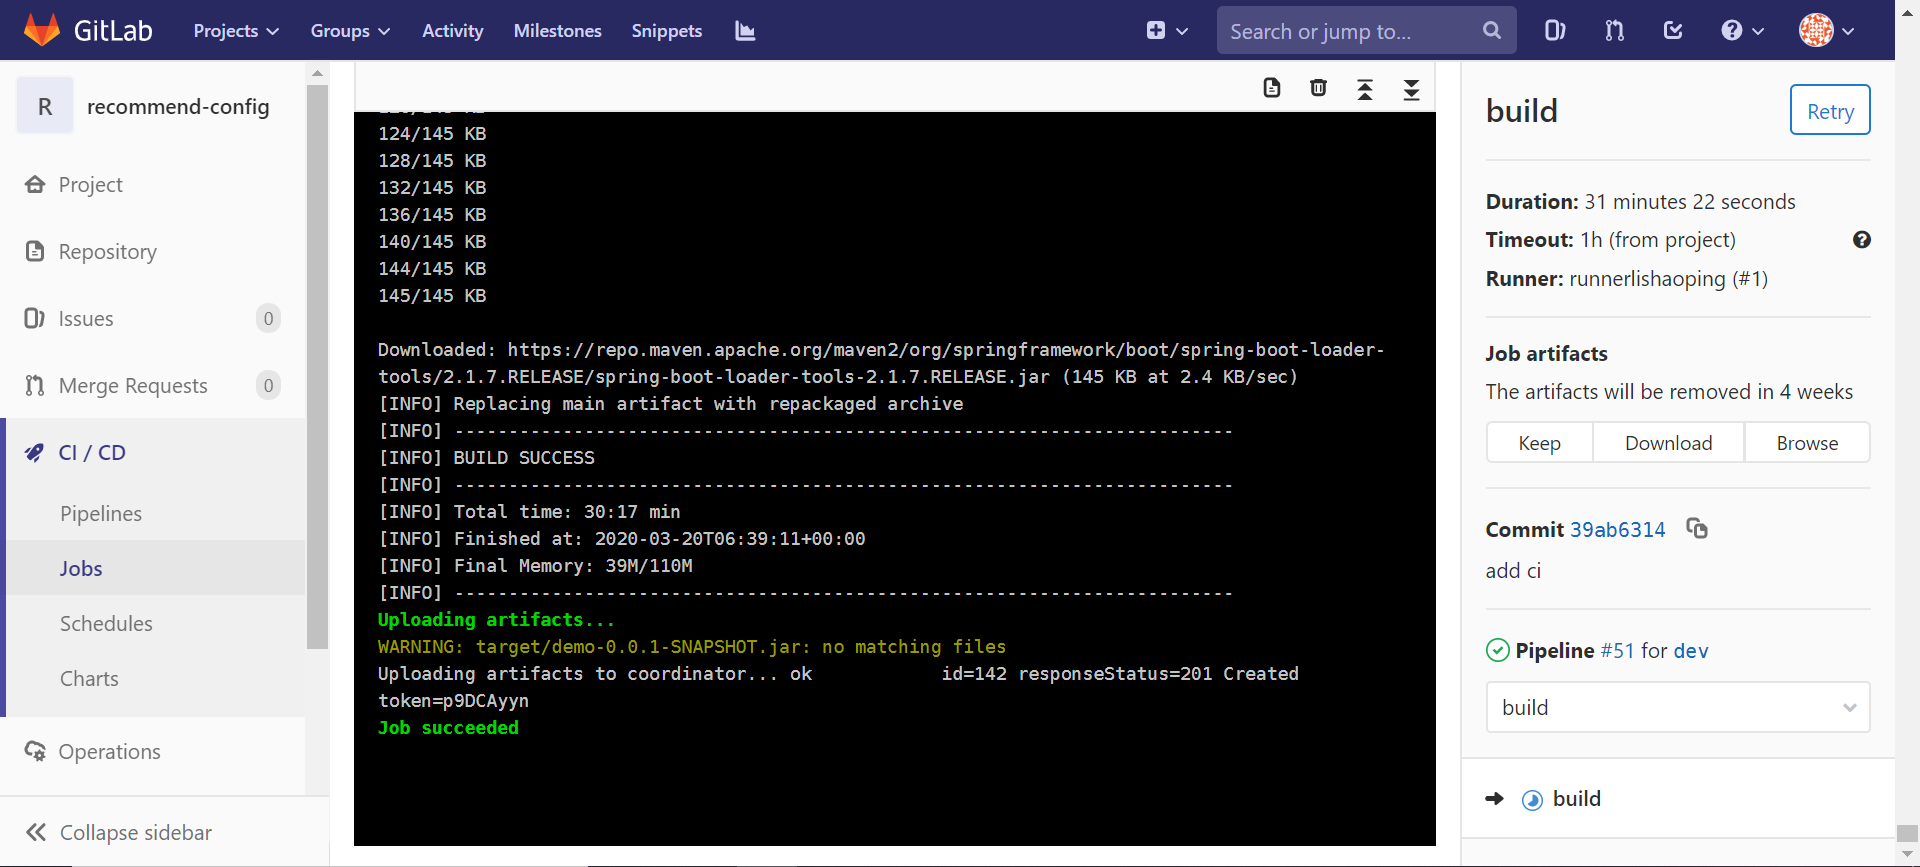 GitLab
Projects
Groups
Activity
Milestones
Snippets
Search or jump to...
R
recommend-config
Project
Repository
Issues
0
Merge Requests
0
CI / CD
Pipelines
Jobs
Schedules
Charts
Operations
Collapse sidebar
124/145 KB
128/145 KB
132/145 KB
136/145 KB
140/145 KB
144/145 KB
145/145 KB
Downloaded: https://repo.maven.apache.org/maven2/org/springframework/boot/spring-boot-loader-
tools/2.1.7.RELEASE/spring-boot-loader-tools-2.1.7.RELEASE.jar (145 KB at 2.4 KB/sec)
[INFO] Replacing main artifact with repackaged archive
[INFO] ------------------------------------------------------------------------
[INFO] BUILD SUCCESS
[INFO] ------------------------------------------------------------------------
[INFO] Total time: 30:17 min
[INFO] Finished at: 2020-03-20T06:39:11+00:00
[INFO] Final Memory: 39M/110M
[INFO] ------------------------------------------------------------------------
Uploading artifacts...
WARNING: target/demo-0.0.1-SNAPSHOT.jar: no matching files
Uploading artifacts to coordinator... ok            id=142 responseStatus=201 Created
token=p9DCAyyn
Job succeeded
build
Retry
Duration: 31 minutes 22 seconds
Timeout: 1h (from project)
Runner: runnerlishaoping (#1)
Job artifacts
The artifacts will be removed in 4 weeks
Keep
Download
Browse
Commit 39ab6314
add ci
Pipeline #51 for dev
build
build